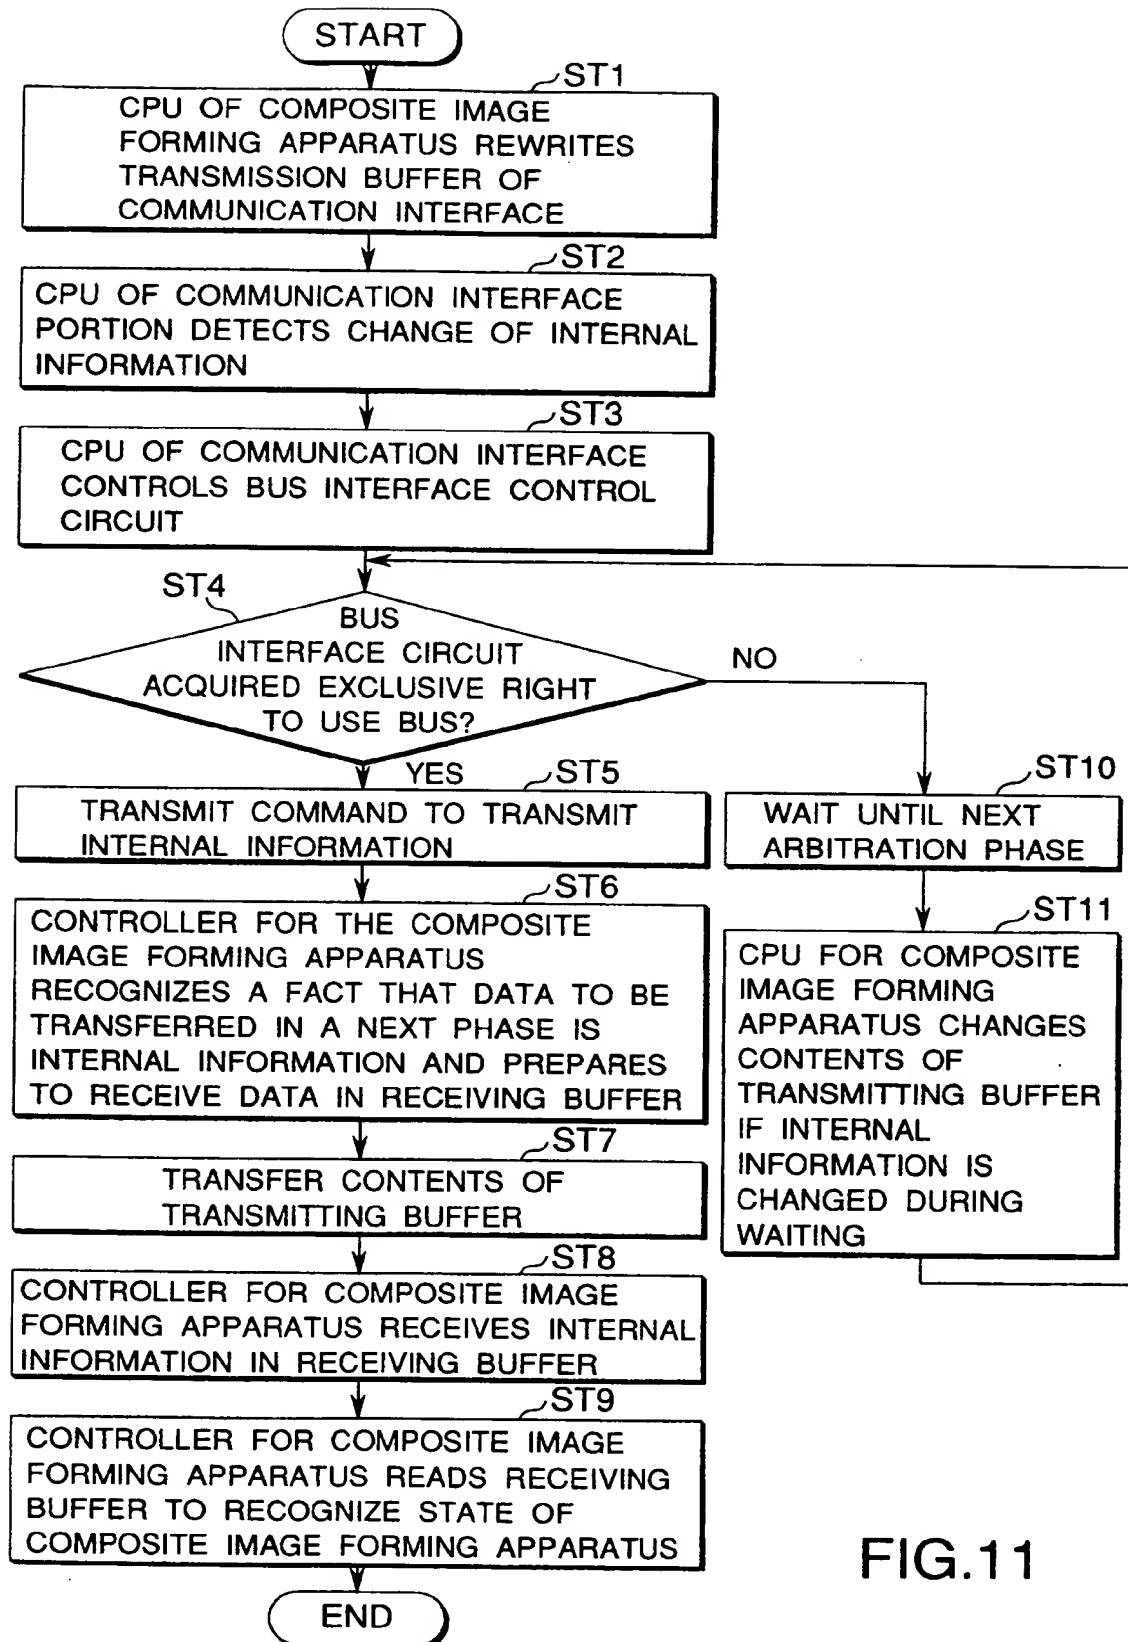 START
ST1
CPU OF COMPOSITE IMAGE
FORMING APPARATUS REWRITES
TRANSMISSION BUFFER OF
COMMUNICATION INTERFACE
ST2
CPU OF COMMUNICATION INTERFACE
PORTION DETECTS CHANGE OF INTERNAL
INFORMATION
ST3
CPU OF COMMUNICATION INTERFACE
CONTROLS BUS INTERFACE CONTROL
CIRCUIT
ST4
BUS
INTERFACE CIRCUIT
ACQUIRED EXCLUSIVE RIGHT
TO USE BUS?
NO
YES
ST5
TRANSMIT COMMAND TO TRANSMIT
INTERNAL INFORMATION
ST6
CONTROLLER FOR THE COMPOSITE
IMAGE FORMING APPARATUS
RECOGNIZES A FACT THAT DATA TO BE
TRANSFERRED IN A NEXT PHASE IS
INTERNAL INFORMATION AND PREPARES
TO RECEIVE DATA IN RECEIVING BUFFER
ST7
TRANSFER CONTENTS OF
TRANSMITTING BUFFER
ST8
CONTROLLER FOR COMPOSITE IMAGE
FORMING APPARATUS RECEIVES INTERNAL
INFORMATION IN RECEIVING BUFFER
ST9
CONTROLLER FOR COMPOSITE IMAGE
FORMING APPARATUS READS RECEIVING
BUFFER TO RECOGNIZE STATE OF
COMPOSITE IMAGE FORMING APPARATUS
END
ST10
WAIT UNTIL NEXT
ARBITRATION PHASE
ST11
CPU FOR COMPOSITE
IMAGE FORMING
APPARATUS CHANGES
CONTENTS OF
TRANSMITTING BUFFER
IF INTERNAL
INFORMATION IS
CHANGED DURING
WAITING
FIG.11